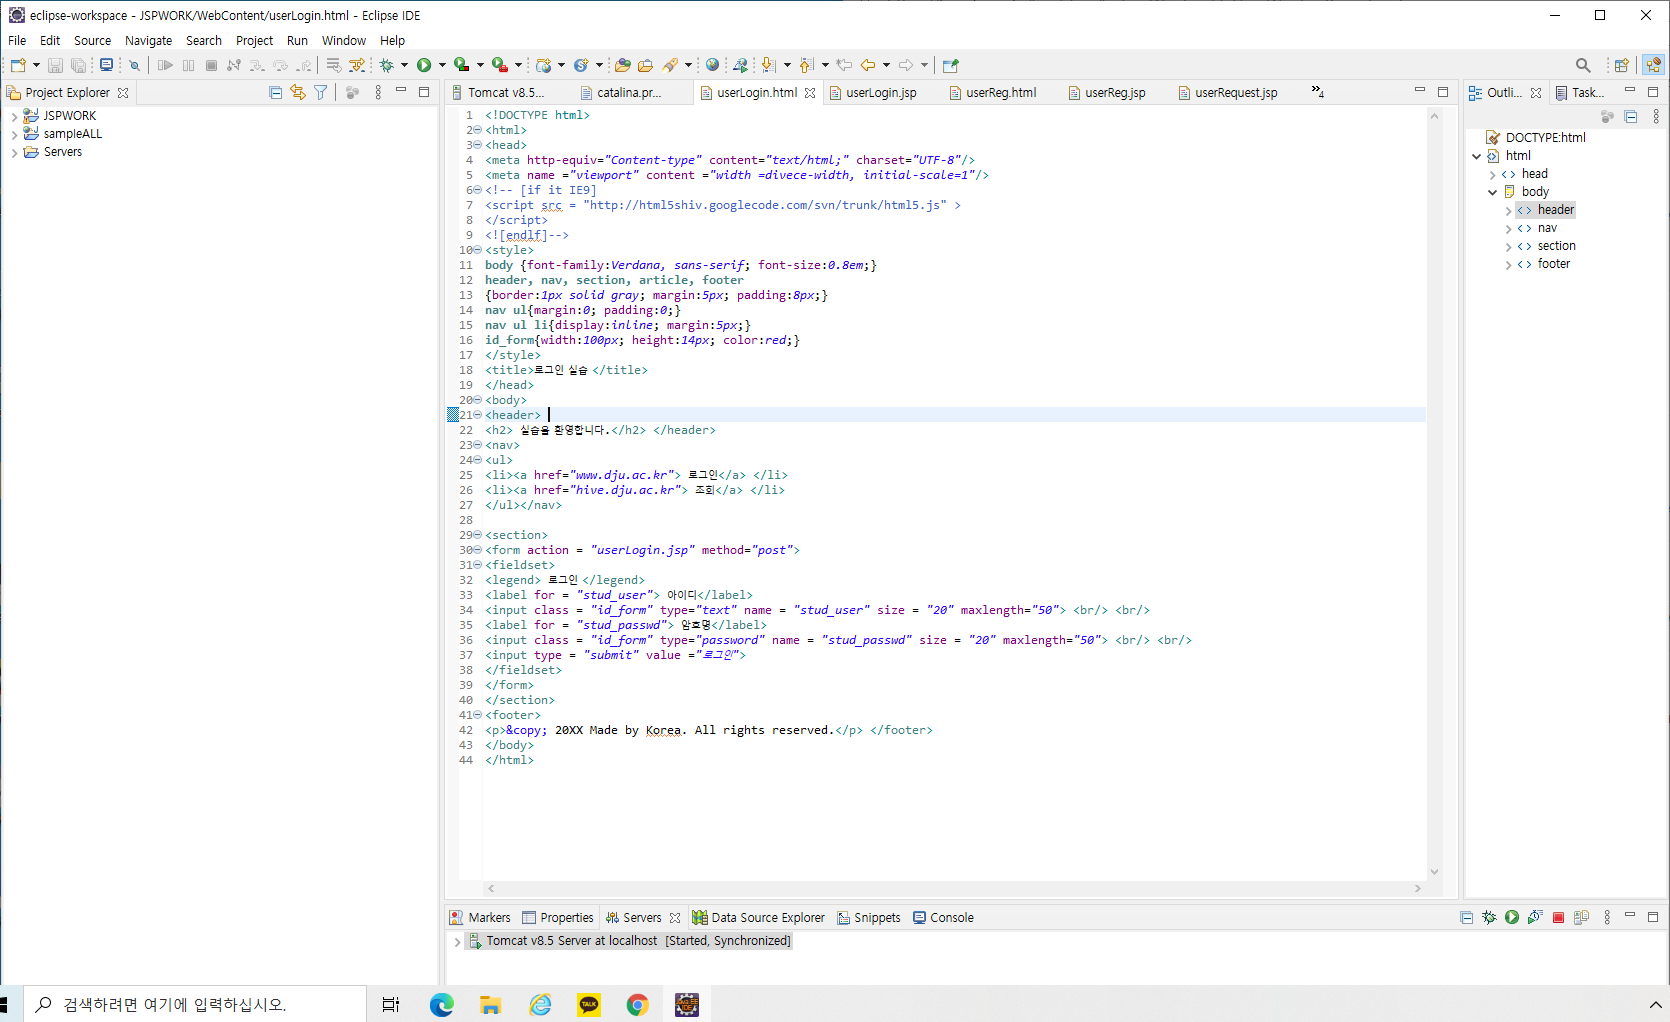 eclipse-workspace - JSPWORK/WebContent/userLogin.html - Eclipse IDE
File Edit Source Navigate Search Project Run Window Help
Project Explorer
JSPWORK
sampleALL
Servers
Tomcat v8.5... catalina.pr... userLogin.html userLogin.jsp userReg.html userReg.jsp userRequest.jsp »4
1 <!DOCTYPE html>
2 <html>
3 <head>
4 <meta http-equiv="Content-type" content="text/html;" charset="UTF-8"/>
5 <meta name ="viewport" content ="width =divece-width, initial-scale=1"/>
6 <!-- [if it IE9]
7 <script src = "http://html5shiv.googlecode.com/svn/trunk/html5.js" >
8 </script>
9 <![endlf]-->
10 <style>
11 body {font-family:Verdana, sans-serif; font-size:0.8em;}
12 header, nav, section, article, footer
13 {border:1px solid gray; margin:5px; padding:8px;}
14 nav ul{margin:0; padding:0;}
15 nav ul li{display:inline; margin:5px;}
16 id_form{width:100px; height:14px; color:red;}
17 </style>
18 <title>로그인 실습 </title>
19 </head>
20 <body>
21 <header>
22 <h2> 실습을 환영합니다.</h2> </header>
23 <nav>
24 <ul>
25 <li><a href="www.dju.ac.kr"> 로그인</a> </li>
26 <li><a href="hive.dju.ac.kr"> 조회</a> </li>
27 </ul></nav>
28
29 <section>
30 <form action = "userLogin.jsp" method="post">
31 <fieldset>
32 <legend> 로그인 </legend>
33 <label for = "stud_user"> 아이디</label>
34 <input class = "id_form" type="text" name = "stud_user" size = "20" maxlength="50"> <br/> <br/>
35 <label for = "stud_passwd"> 암호명</label>
36 <input class = "id_form" type="password" name = "stud_passwd" size = "20" maxlength="50"> <br/> <br/>
37 <input type = "submit" value ="로그인">
38 </fieldset>
39 </form>
40 </section>
41 <footer>
42 <p>&copy; 20XX Made by Korea. All rights reserved.</p> </footer>
43 </body>
44 </html>
Outli... Task...
DOCTYPE:html
html
head
body
header
nav
section
footer
Markers Properties Servers Data Source Explorer Snippets Console
Tomcat v8.5 Server at localhost [Started, Synchronized]
검색하려면 여기에 입력하십시오.
TALK